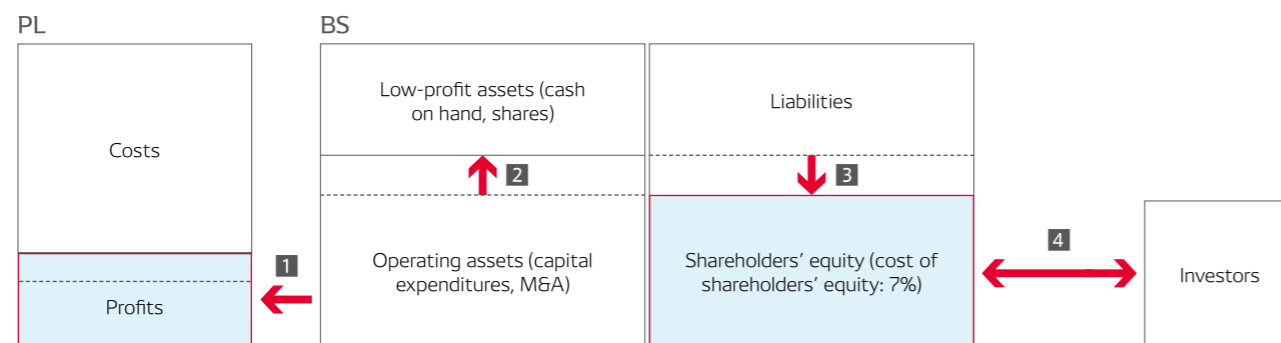 PL
BS
Costs
Profits
1
Low-profit assets (cash
on hand, shares)
2
Operating assets (capital
expenditures, M&A)
Liabilities
3
Shareholders’ equity (cost of
shareholders’ equity: 7%)
4
Investors